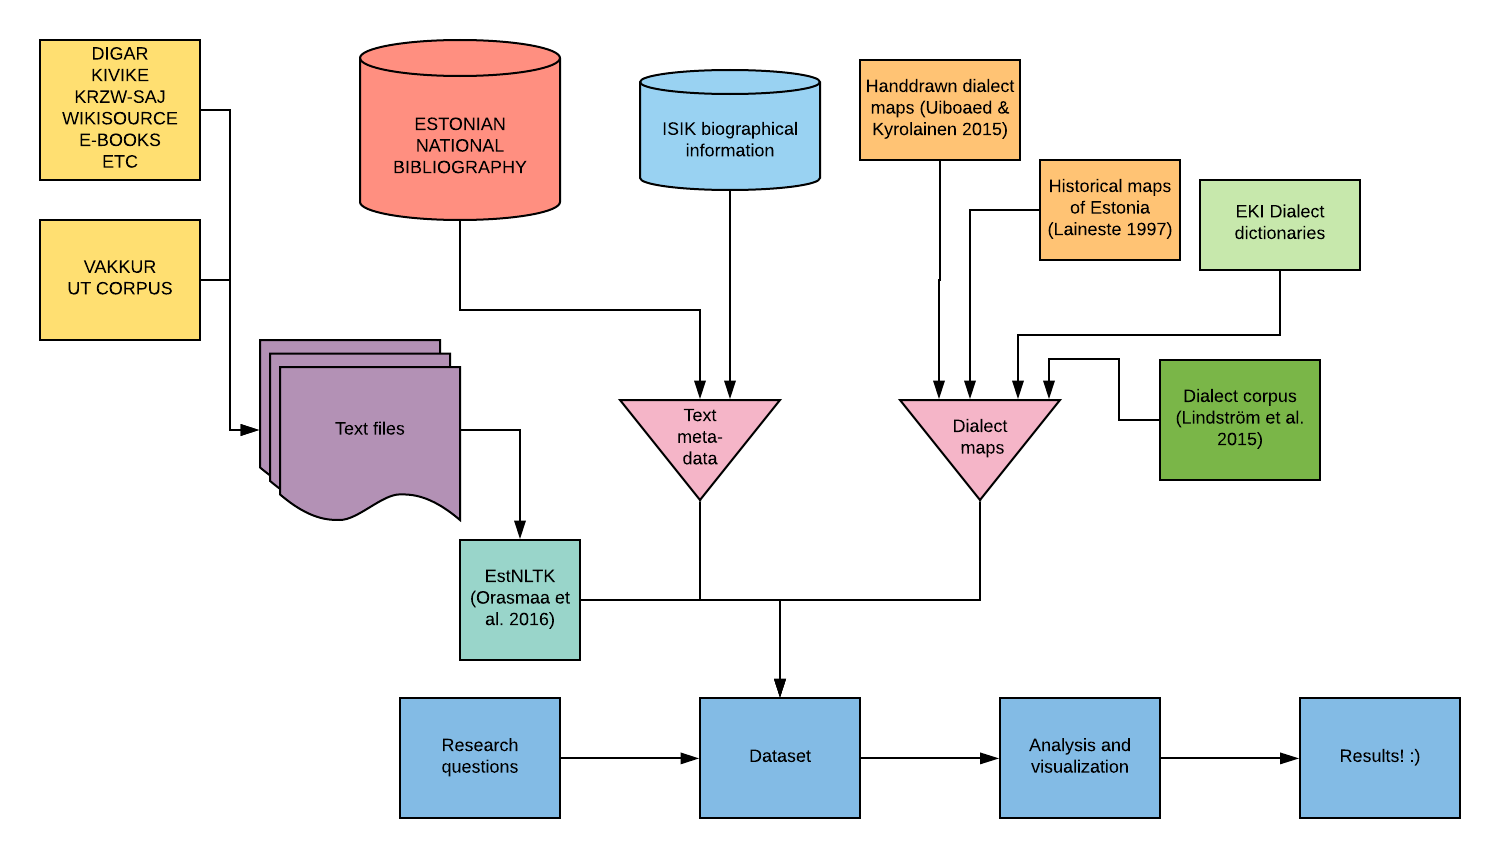 DIGAR
KIVIKE
KRZW-SAJ
WIKISOURCE
E-BOOKS
ETC
VAKKUR
UT CORPUS
ESTONIAN
NATIONAL
BIBLIOGRAPHY
ISIK biographical
information
Handdrawn dialect
maps (Uiboaed &
Kyrolainen 2015)
Historical maps
of Estonia
(Laineste 1997)
EKI Dialect
dictionaries
Text files
Text
meta-
data
Dialect
maps
Dialect corpus
(Lindström et al.
2015)
EstNLTK
(Orasmaa et
al. 2016)
Research
questions
Dataset
Analysis and
visualization
Results! :)